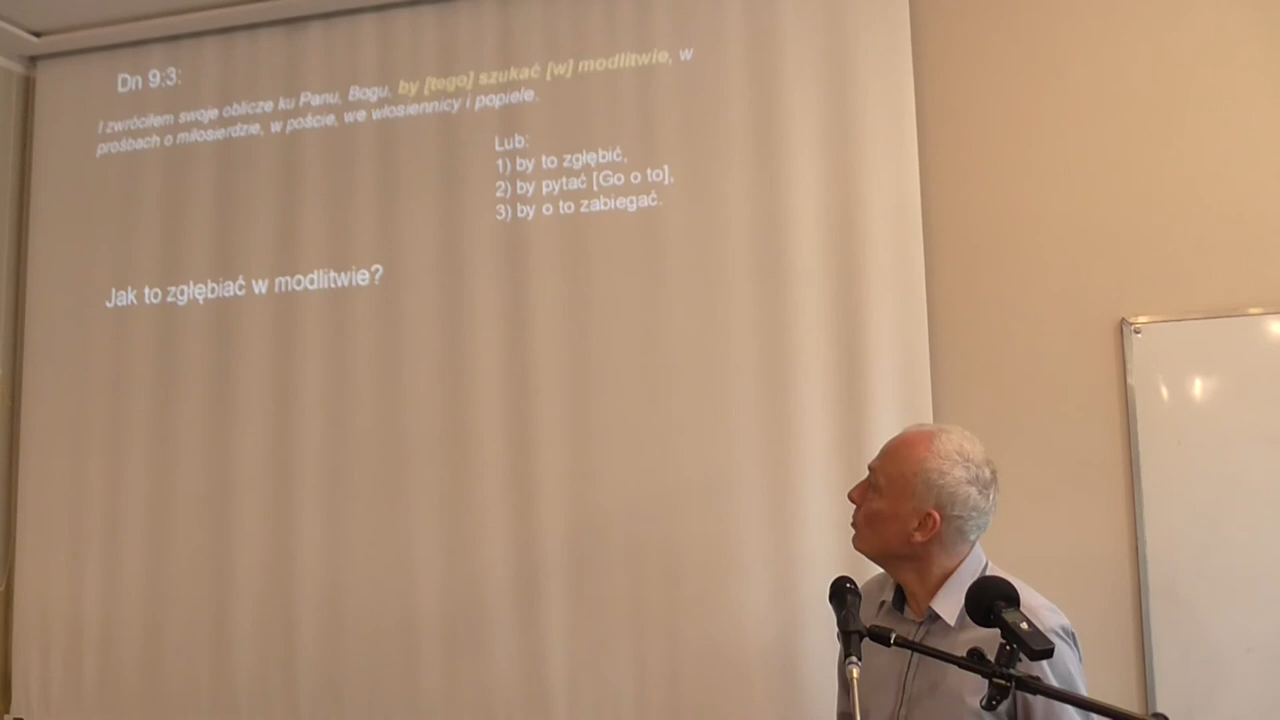 Dn 9:3:
I zwróciłem swoje oblicze ku Panu, Bogu, by [tego] szukać [w] modlitwie, w
prośbach o miłosierdzie, w poście, we włosiennicy i popiele.
Lub:
1) by to zgłębić,
2) by pytać [Go o to],
3) by o to zabiegać.
Jak to zgłębiać w modlitwie?